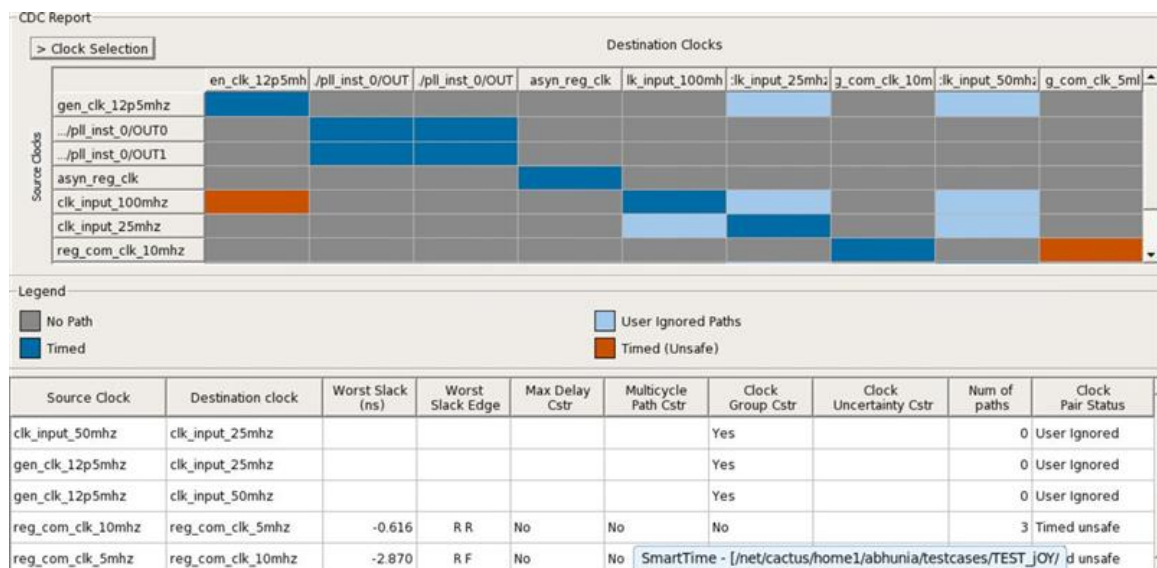 CDC Report
> Clock Selection
Destination Clocks
en_clk_12p5mh ./pll_inst_0/OUT ./pll_inst_0/OUT asyn_reg_clk lk_input_100mh :lk_input_25mhz g_com_clk_10m :lk_input_50mhz g_com_clk_5ml
Source Clocks
gen_clk_12p5mhz
.../pll_inst_0/OUT0
.../pll_inst_0/OUT1
asyn_reg_clk
clk_input_100mhz
clk_input_25mhz
reg_com_clk_10mhz
Legend
No Path User Ignored Paths
Timed Timed (Unsafe)
Source Clock Destination clock Worst Slack (ns) Worst Slack Edge Max Delay Cstr Multicycle Path Cstr Clock Group Cstr Clock Uncertainty Cstr Num of paths Clock Pair Status
clk_input_50mhz clk_input_25mhz Yes 0 User Ignored
gen_clk_12p5mhz clk_input_25mhz Yes 0 User Ignored
gen_clk_12p5mhz clk_input_50mhz Yes 0 User Ignored
reg_com_clk_10mhz reg_com_clk_5mhz -0.616 R R No No No 3 Timed unsafe
reg_com_clk_5mhz reg_com_clk_10mhz -2.870 R F No No SmartTime - [/net/cactus/home1/abhunia/testcases/TEST_jOY/ d unsafe